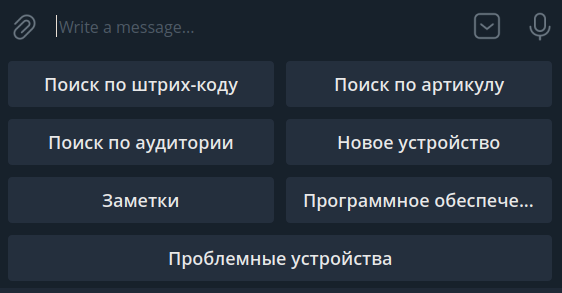 Write a message...
Поиск по штрих-коду
Поиск по артикулу
Поиск по аудитории
Новое устройство
Заметки
Программное обеспече...
Проблемные устройства